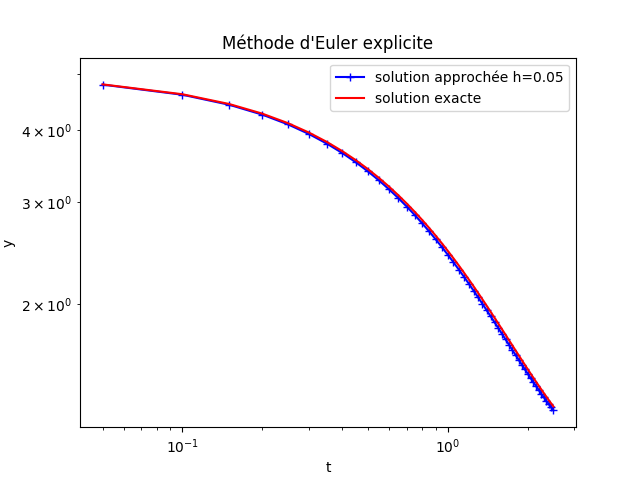 Méthode d'Euler explicite
solution approchée h=0.05
solution exacte
4 × 10⁰
3 × 10⁰
2 × 10⁰
y
10⁻¹
10⁰
t